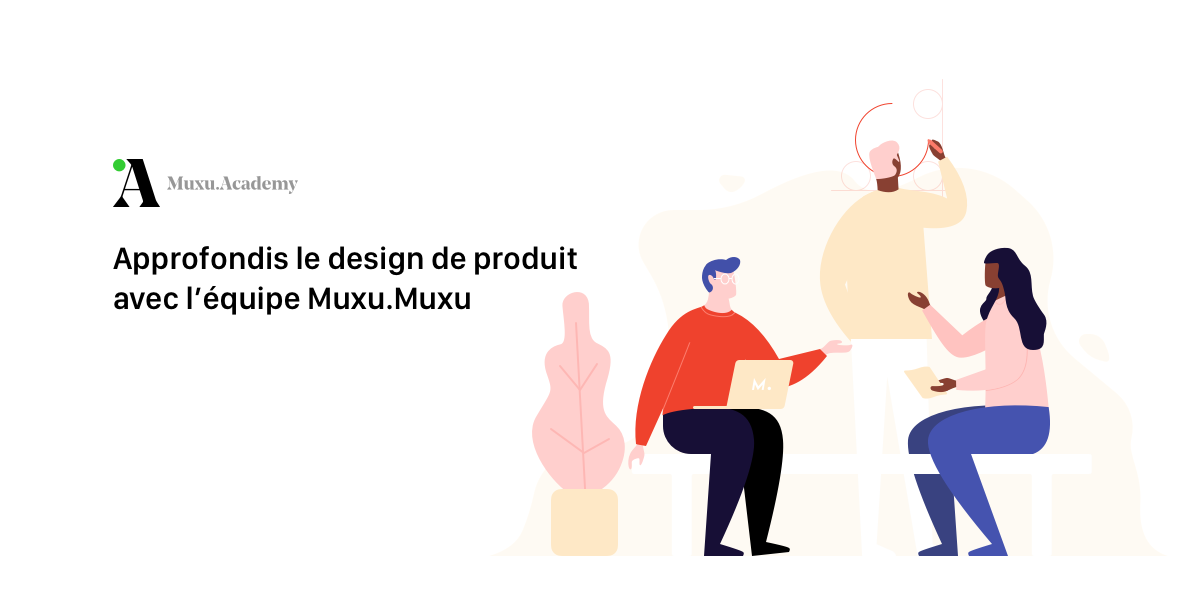 A
Muxu.Academy
Approfondis le design de produit
avec l’équipe Muxu.Muxu
M.